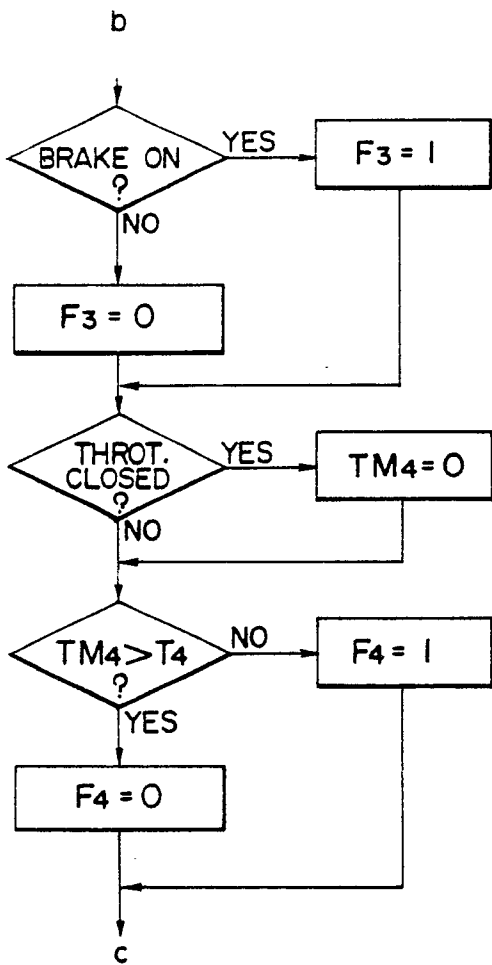 b
BRAKE ON
?
YES
F3 = 1
NO
F3 = 0
THROT.
CLOSED
?
YES
TM4 = 0
NO
TM4 > T4
?
NO
F4 = 1
YES
F4 = 0
c